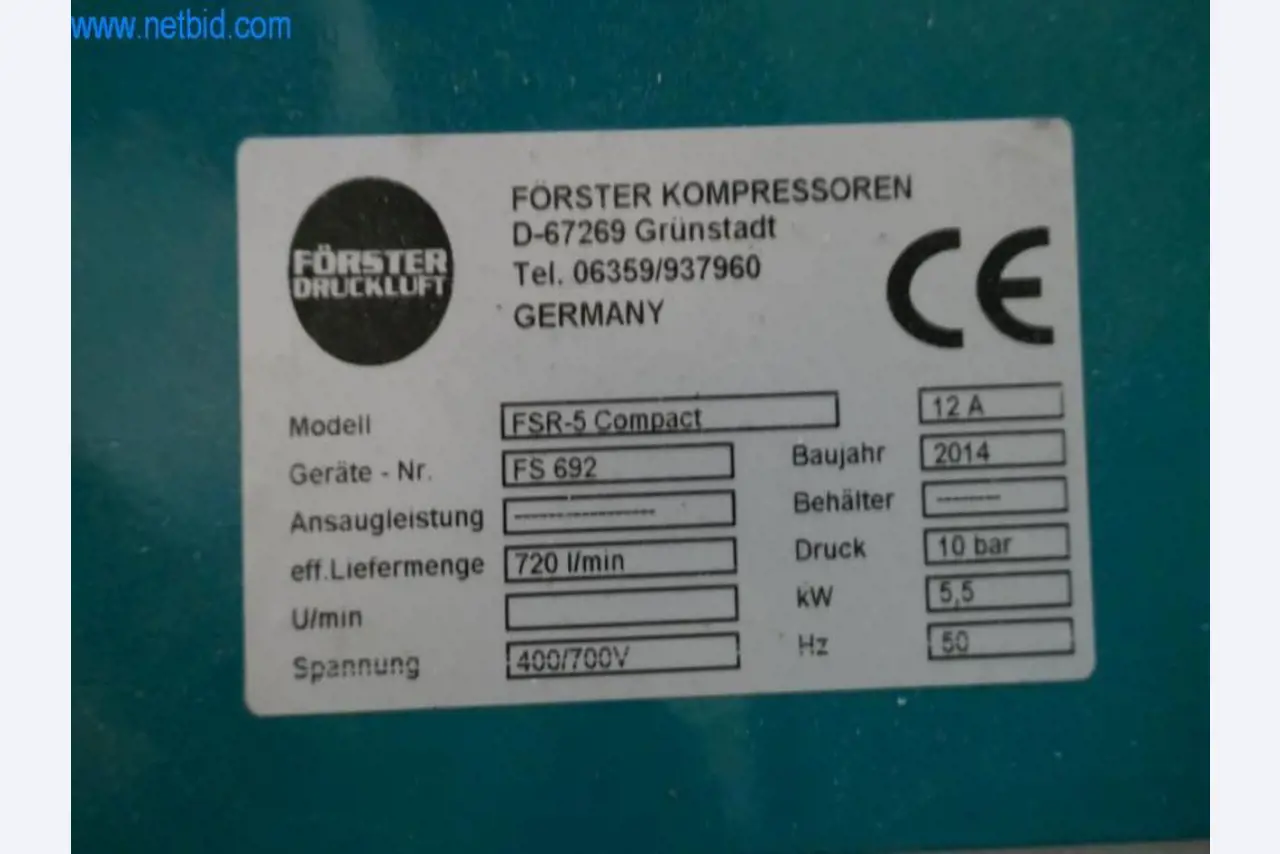 www.netbid.com
FÖRSTER
DRUCKLUFT
FÖRSTER KOMPRESSOREN
D-67269 Grünstadt
Tel. 06359/937960
GERMANY
CE
Modell FSR-5 Compact 12 A
Geräte - Nr. FS 692 Baujahr 2014
Ansaugleistung ----------------- Behälter --------
eff.Liefermenge 720 l/min Druck 10 bar
U/min kW 5,5
Spannung 400/700V Hz 50